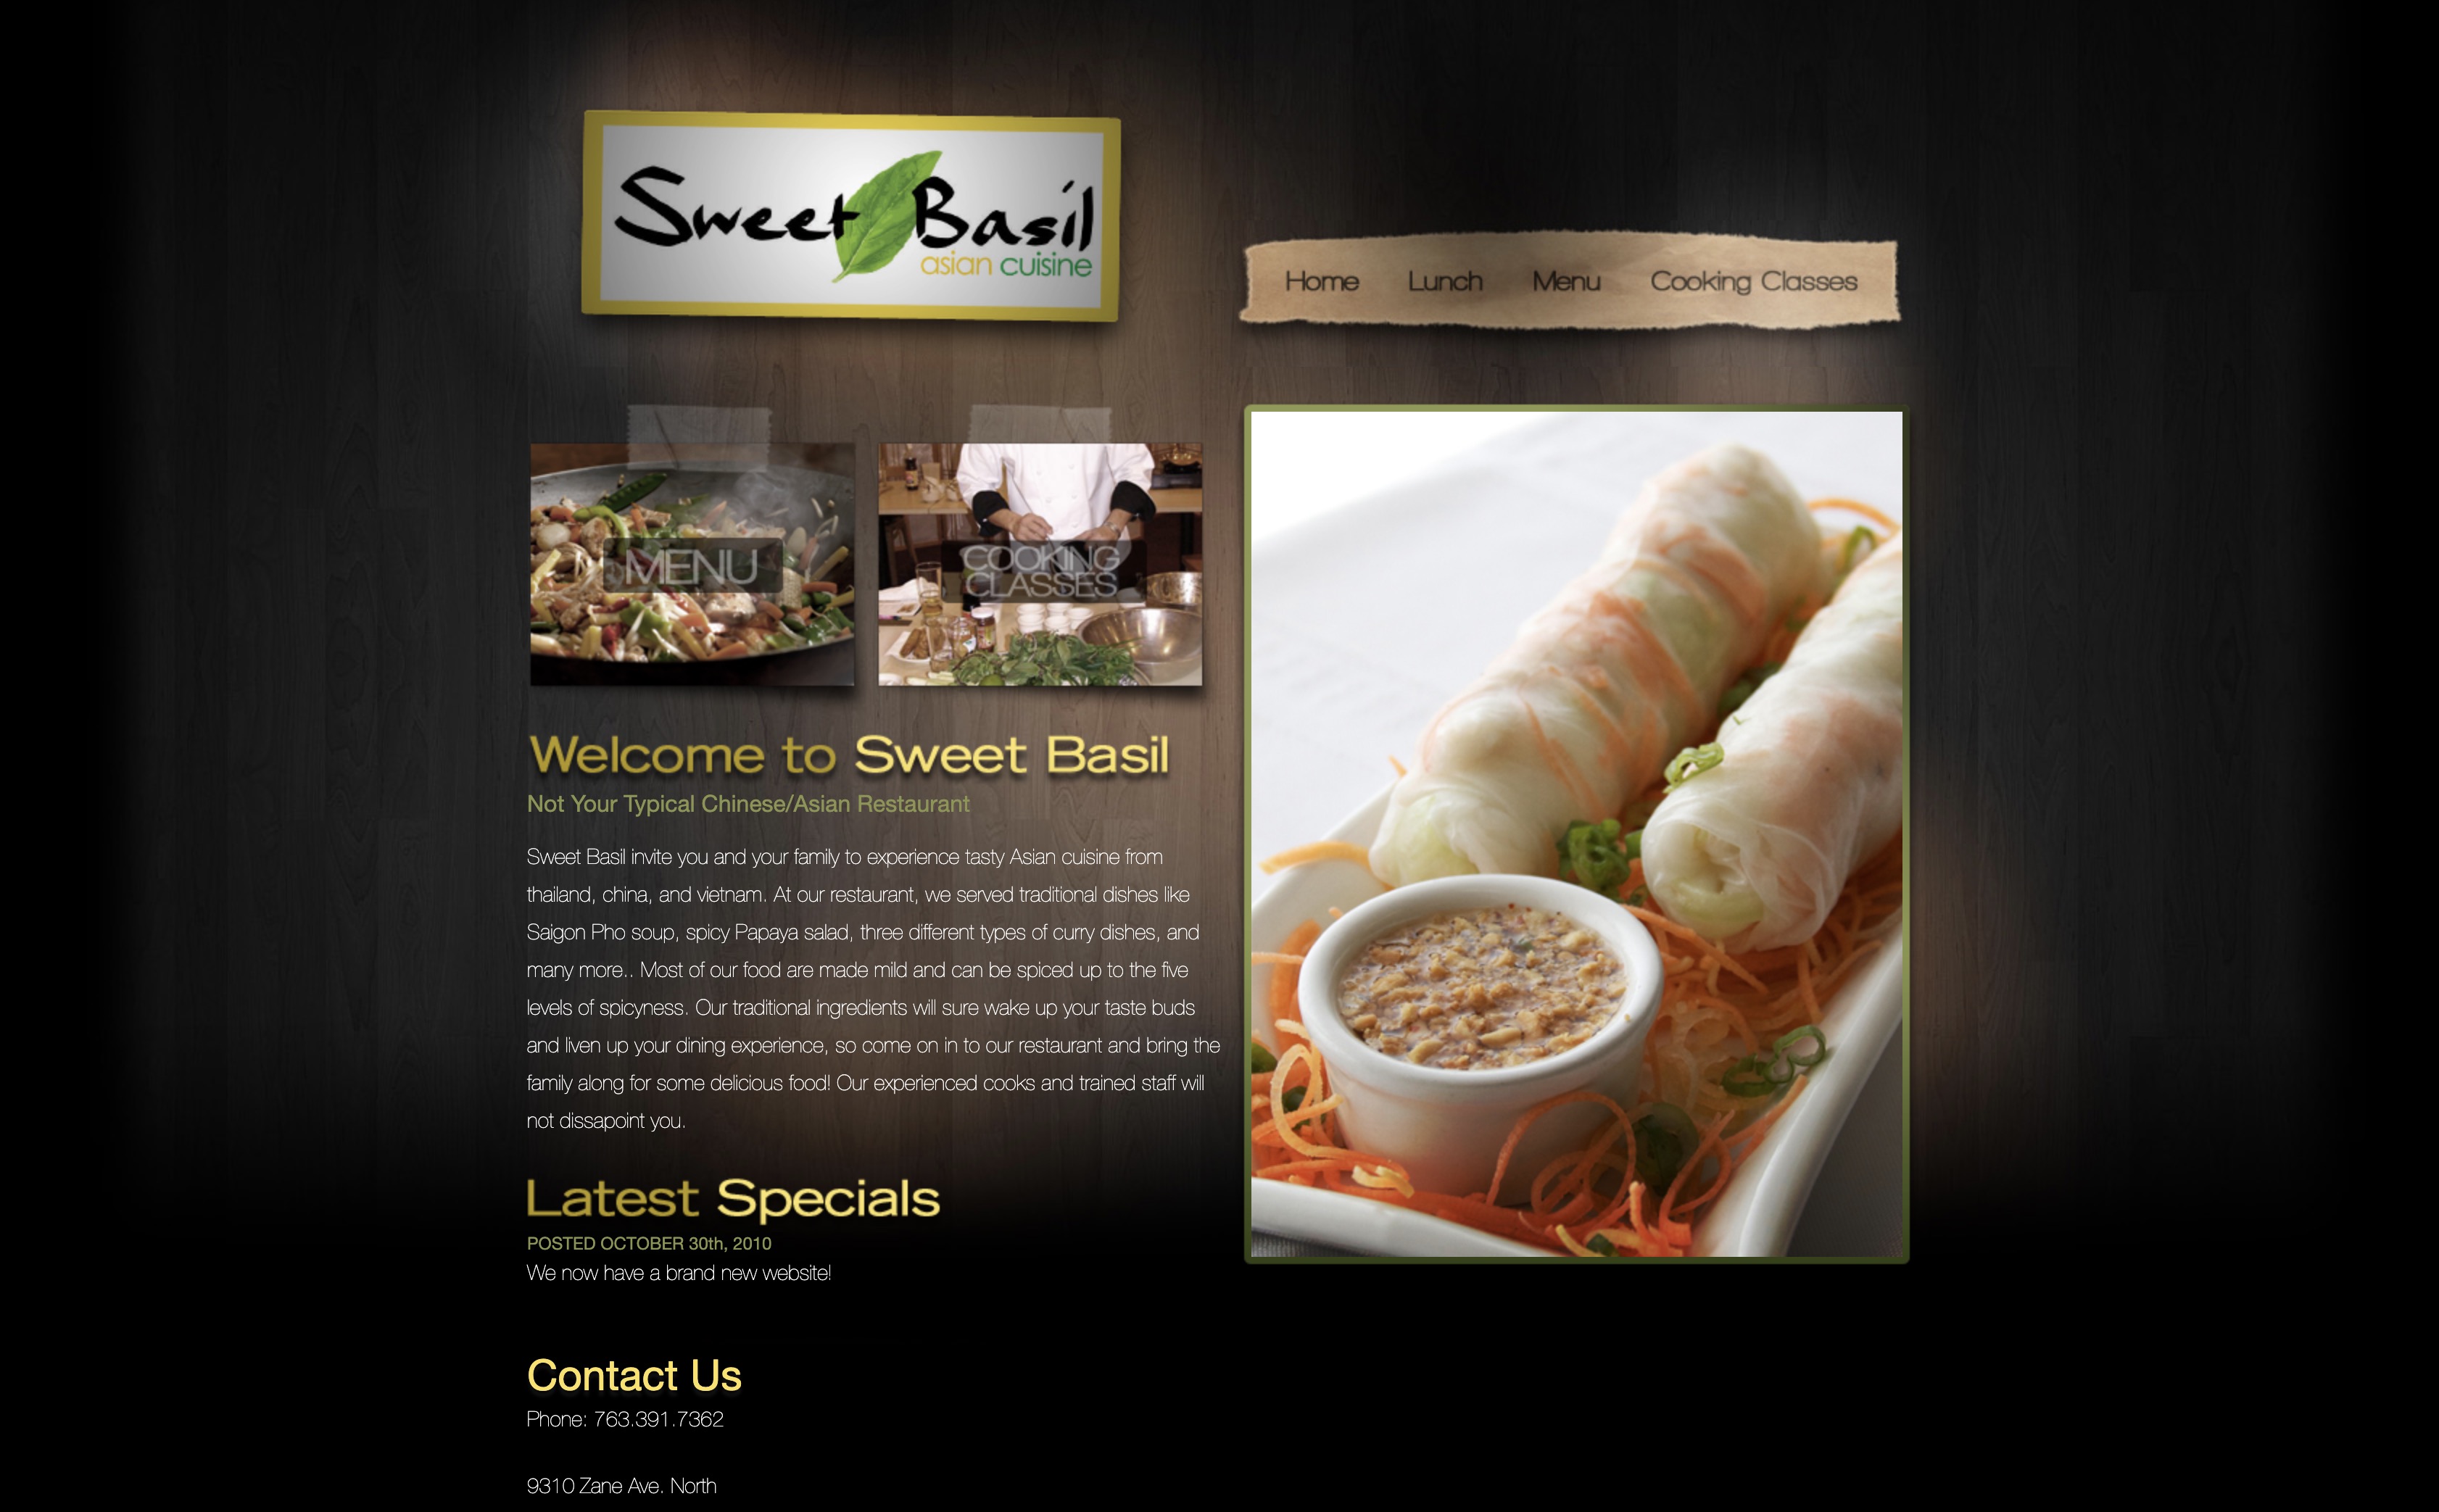 Sweet Basil
asian cuisine
Home Lunch Menu Cooking Classes
MENU
COOKING
CLASSES
Welcome to Sweet Basil
Not Your Typical Chinese/Asian Restaurant
Sweet Basil invite you and your family to experience tasty Asian cuisine from
thailand, china, and vietnam. At our restaurant, we served traditional dishes like
Saigon Pho soup, spicy Papaya salad, three different types of curry dishes, and
many more.. Most of our food are made mild and can be spiced up to the five
levels of spicyness. Our traditional ingredients will sure wake up your taste buds
and liven up your dining experience, so come on in to our restaurant and bring the
family along for some delicious food! Our experienced cooks and trained staff will
not dissapoint you.
Latest Specials
POSTED OCTOBER 30th, 2010
We now have a brand new website!
Contact Us
Phone: 763.391.7362
9310 Zane Ave. North